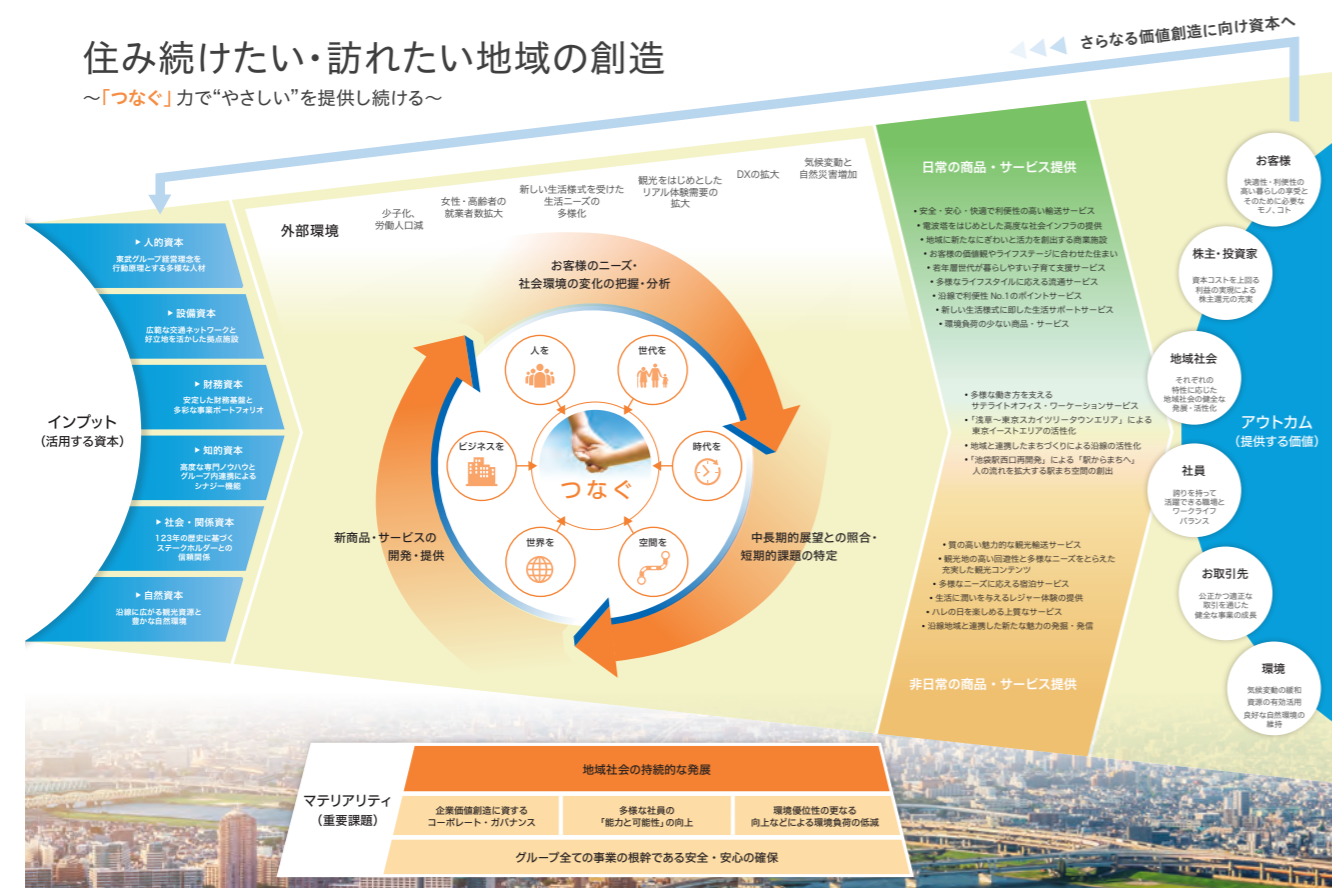 住み続けたい・訪れたい地域の創造
～「つなぐ」力で“やさしい”を提供し続ける～
さらなる価値創造に向け資本へ
インプット
（活用する資本）
▶ 人的資本
東武グループ経営理念を
行動原理とする多様な人材
▶ 設備資本
広範な交通ネットワークと
好立地を活かした拠点施設
▶ 財務資本
安定した財務基盤と
多彩な事業ポートフォリオ
▶ 知的資本
高度な専門ノウハウと
グループ内連携による
シナジー機能
▶ 社会・関係資本
123年の歴史に基づく
ステークホルダーとの
信頼関係
▶ 自然資本
沿線に広がる観光資源と
豊かな自然環境
外部環境
少子化、
労働人口減
女性・高齢者の
就業者数拡大
新しい生活様式を受けた
生活ニーズの
多様化
観光をはじめとした
リアル体験需要の
拡大
DXの拡大
気候変動と
自然災害増加
お客様のニーズ・
社会環境の変化の把握・分析
中長期的展望との照合・
短期的課題の特定
新商品・サービスの
開発・提供
人を
世代を
ビジネスを
時代を
世界を
空間を
つなぐ
日常の商品・サービス提供
• 安全・安心・快適で利便性の高い輸送サービス
• 電波塔をはじめとした高度な社会インフラの提供
• 地域に新たなにぎわいと活力を創出する商業施設
• お客様の価値観やライフステージに合わせた住まい
• 若年層世代が暮らしやすい子育て支援サービス
• 多様なライフスタイルに応える流通サービス
• 沿線で利便性 No.1のポイントサービス
• 新しい生活様式に即した生活サポートサービス
• 環境負荷の少ない商品・サービス
• 多様な働き方を支える
サテライトオフィス・ワーケーションサービス
• 「浅草～東京スカイツリータウンエリア」による
東京イーストエリアの活性化
• 地域と連携したまちづくりによる沿線の活性化
• 「池袋駅西口再開発」による「駅からまちへ」
人の流れを拡大する駅まち空間の創出
• 質の高い魅力的な観光輸送サービス
• 観光地の高い回遊性と多様なニーズをとらえた
充実した観光コンテンツ
• 多様なニーズに応える宿泊サービス
• 生活に潤いを与えるレジャー体験の提供
• ハレの日を楽しめる上質なサービス
• 沿線地域と連携した新たな魅力の発掘・発信
非日常の商品・サービス提供
アウトカム
（提供する価値）
お客様
快適性・利便性の
高い暮らしの享受と
そのために必要な
モノ、コト
株主・投資家
資本コストを上回る
利益の実現による
株主還元の充実
地域社会
それぞれの
特性に応じた
地域社会の健全な
発展・活性化
社員
誇りを持って
活躍できる職場と
ワークライフ
バランス
お取引先
公正かつ適正な
取引を通じた
健全な事業の成長
環境
気候変動の緩和
資源の有効活用
良好な自然環境の
維持
マテリアリティ
（重要課題）
地域社会の持続的な発展
企業価値創造に資する
コーポレート・ガバナンス
多様な社員の
「能力と可能性」の向上
環境優位性の更なる
向上などによる環境負荷の低減
グループ全ての事業の根幹である安全・安心の確保